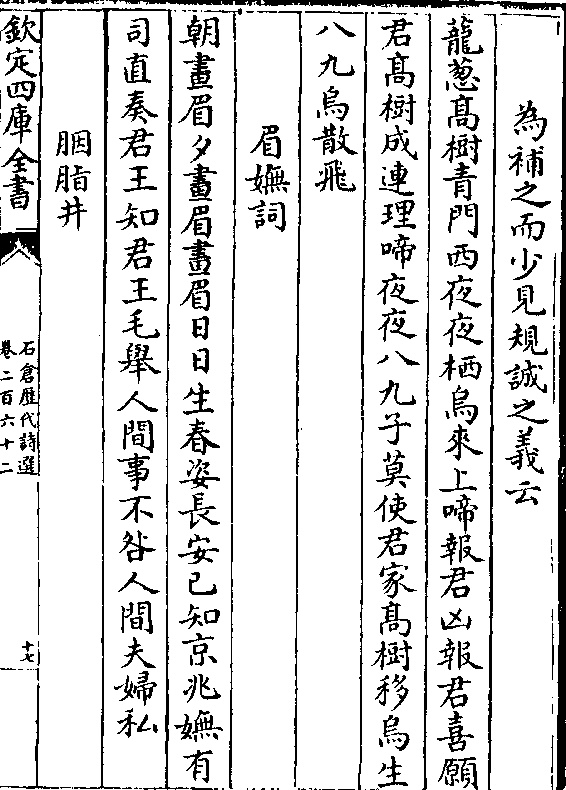 為補之而少見規誠之義云
蘢葱髙樹青門西夜夜栖烏來上啼報君凶報君喜願
君髙樹成連理啼夜夜八九子莫使君家髙樹移烏生
八九烏散飛
眉嫵詞
朝畫眉夕畫眉畫眉日日生春姿長安已知京兆嫵有
司直奏君王知君王毛舉人間事不咎人間夫婦私
胭脂井
欽定四庫全書
石倉歴代詩選
卷二百六十二
十七